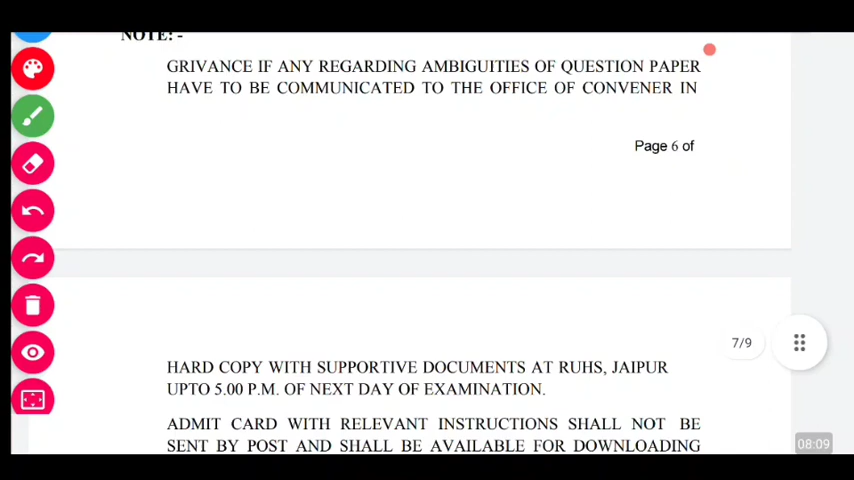 NOTE: -
GRIVANCE IF ANY REGARDING AMBIGUITIES OF QUESTION PAPER
HAVE TO BE COMMUNICATED TO THE OFFICE OF CONVENER IN
Page 6 of
HARD COPY WITH SUPPORTIVE DOCUMENTS AT RUHS, JAIPUR
UPTO 5.00 P.M. OF NEXT DAY OF EXAMINATION.
7/9
ADMIT CARD WITH RELEVANT INSTRUCTIONS SHALL NOT BE
SENT BY POST AND SHALL BE AVAILABLE FOR DOWNLOADING
08:09